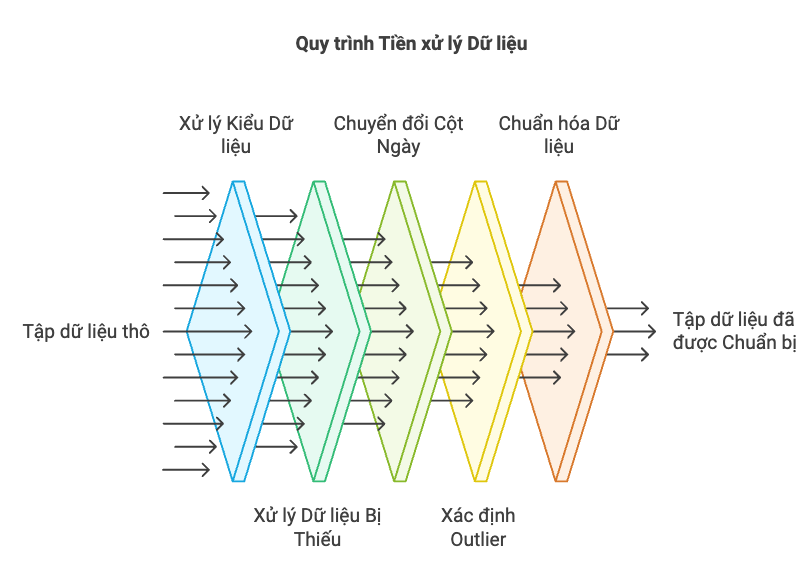 Quy trình Tiền xử lý Dữ liệu
Xử lý Kiểu Dữ
liệu
Chuyển đổi Cột
Ngày
Chuẩn hóa Dữ
liệu
Tập dữ liệu thô
Tập dữ liệu đã
được Chuẩn bị
Xử lý Dữ liệu Bị
Thiếu
Xác định
Outlier